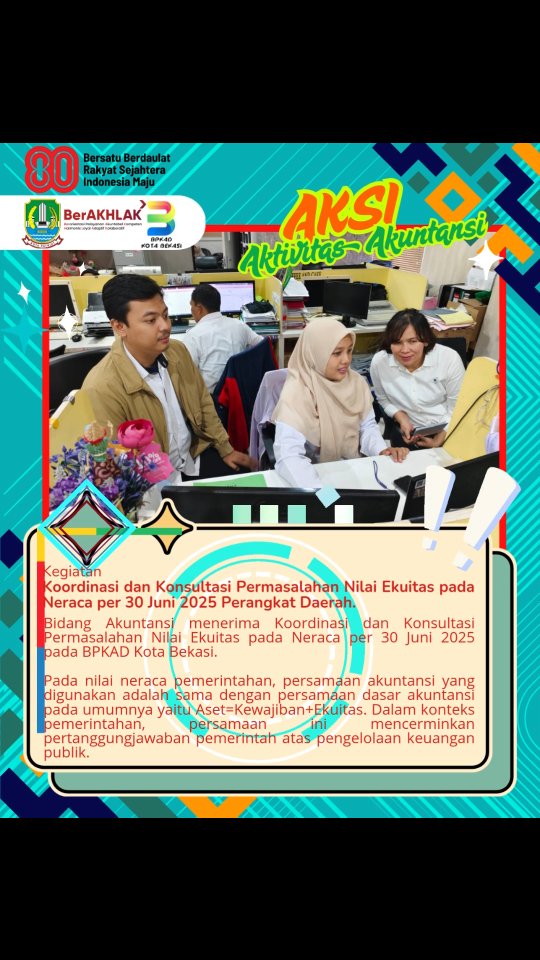 80 Bersatu Berdaulat
Rakyat Sejahtera
Indonesia Maju
BerAKHLAK
BPKAD
KOTA BEKASI
AKSI
Aktivitas Akuntansi
Kegiatan
Koordinasi dan Konsultasi Permasalahan Nilai Ekuitas pada
Neraca per 30 Juni 2025 Perangkat Daerah.
Bidang Akuntansi menerima Koordinasi dan Konsultasi
Permasalahan Nilai Ekuitas pada Neraca per 30 Juni 2025
pada BPKAD Kota Bekasi.
Pada nilai neraca pemerintahan, persamaan akuntansi yang
digunakan adalah sama dengan persamaan dasar akuntansi
pada umumnya yaitu Aset=Kewajiban+Ekuitas. Dalam konteks
pemerintahan, persamaan ini mencerminkan
pertanggungjawaban pemerintah atas pengelolaan keuangan
publik.